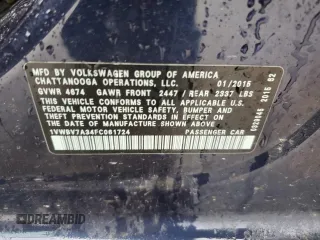 MFD BY VOLKSWAGEN GROUP OF AMERICA
CHATTANOOGA OPERATIONS, LLC. 01/2015
GVWR 4674 GAWR FRONT 2447 / REAR 2337 LBS
THIS VEHICLE CONFORMS TO ALL APPLICABLE U.S.
FEDERAL MOTOR VEHICLE SAFETY, BUMPER AND
THEFT PREVENTION STANDARDS IN EFFECT ON THE
DATE OF MANUFACTURE SHOWN ABOVE.
1VWBV7A34FC061724 PASSENGER CAR
2015 62
DREAMBID